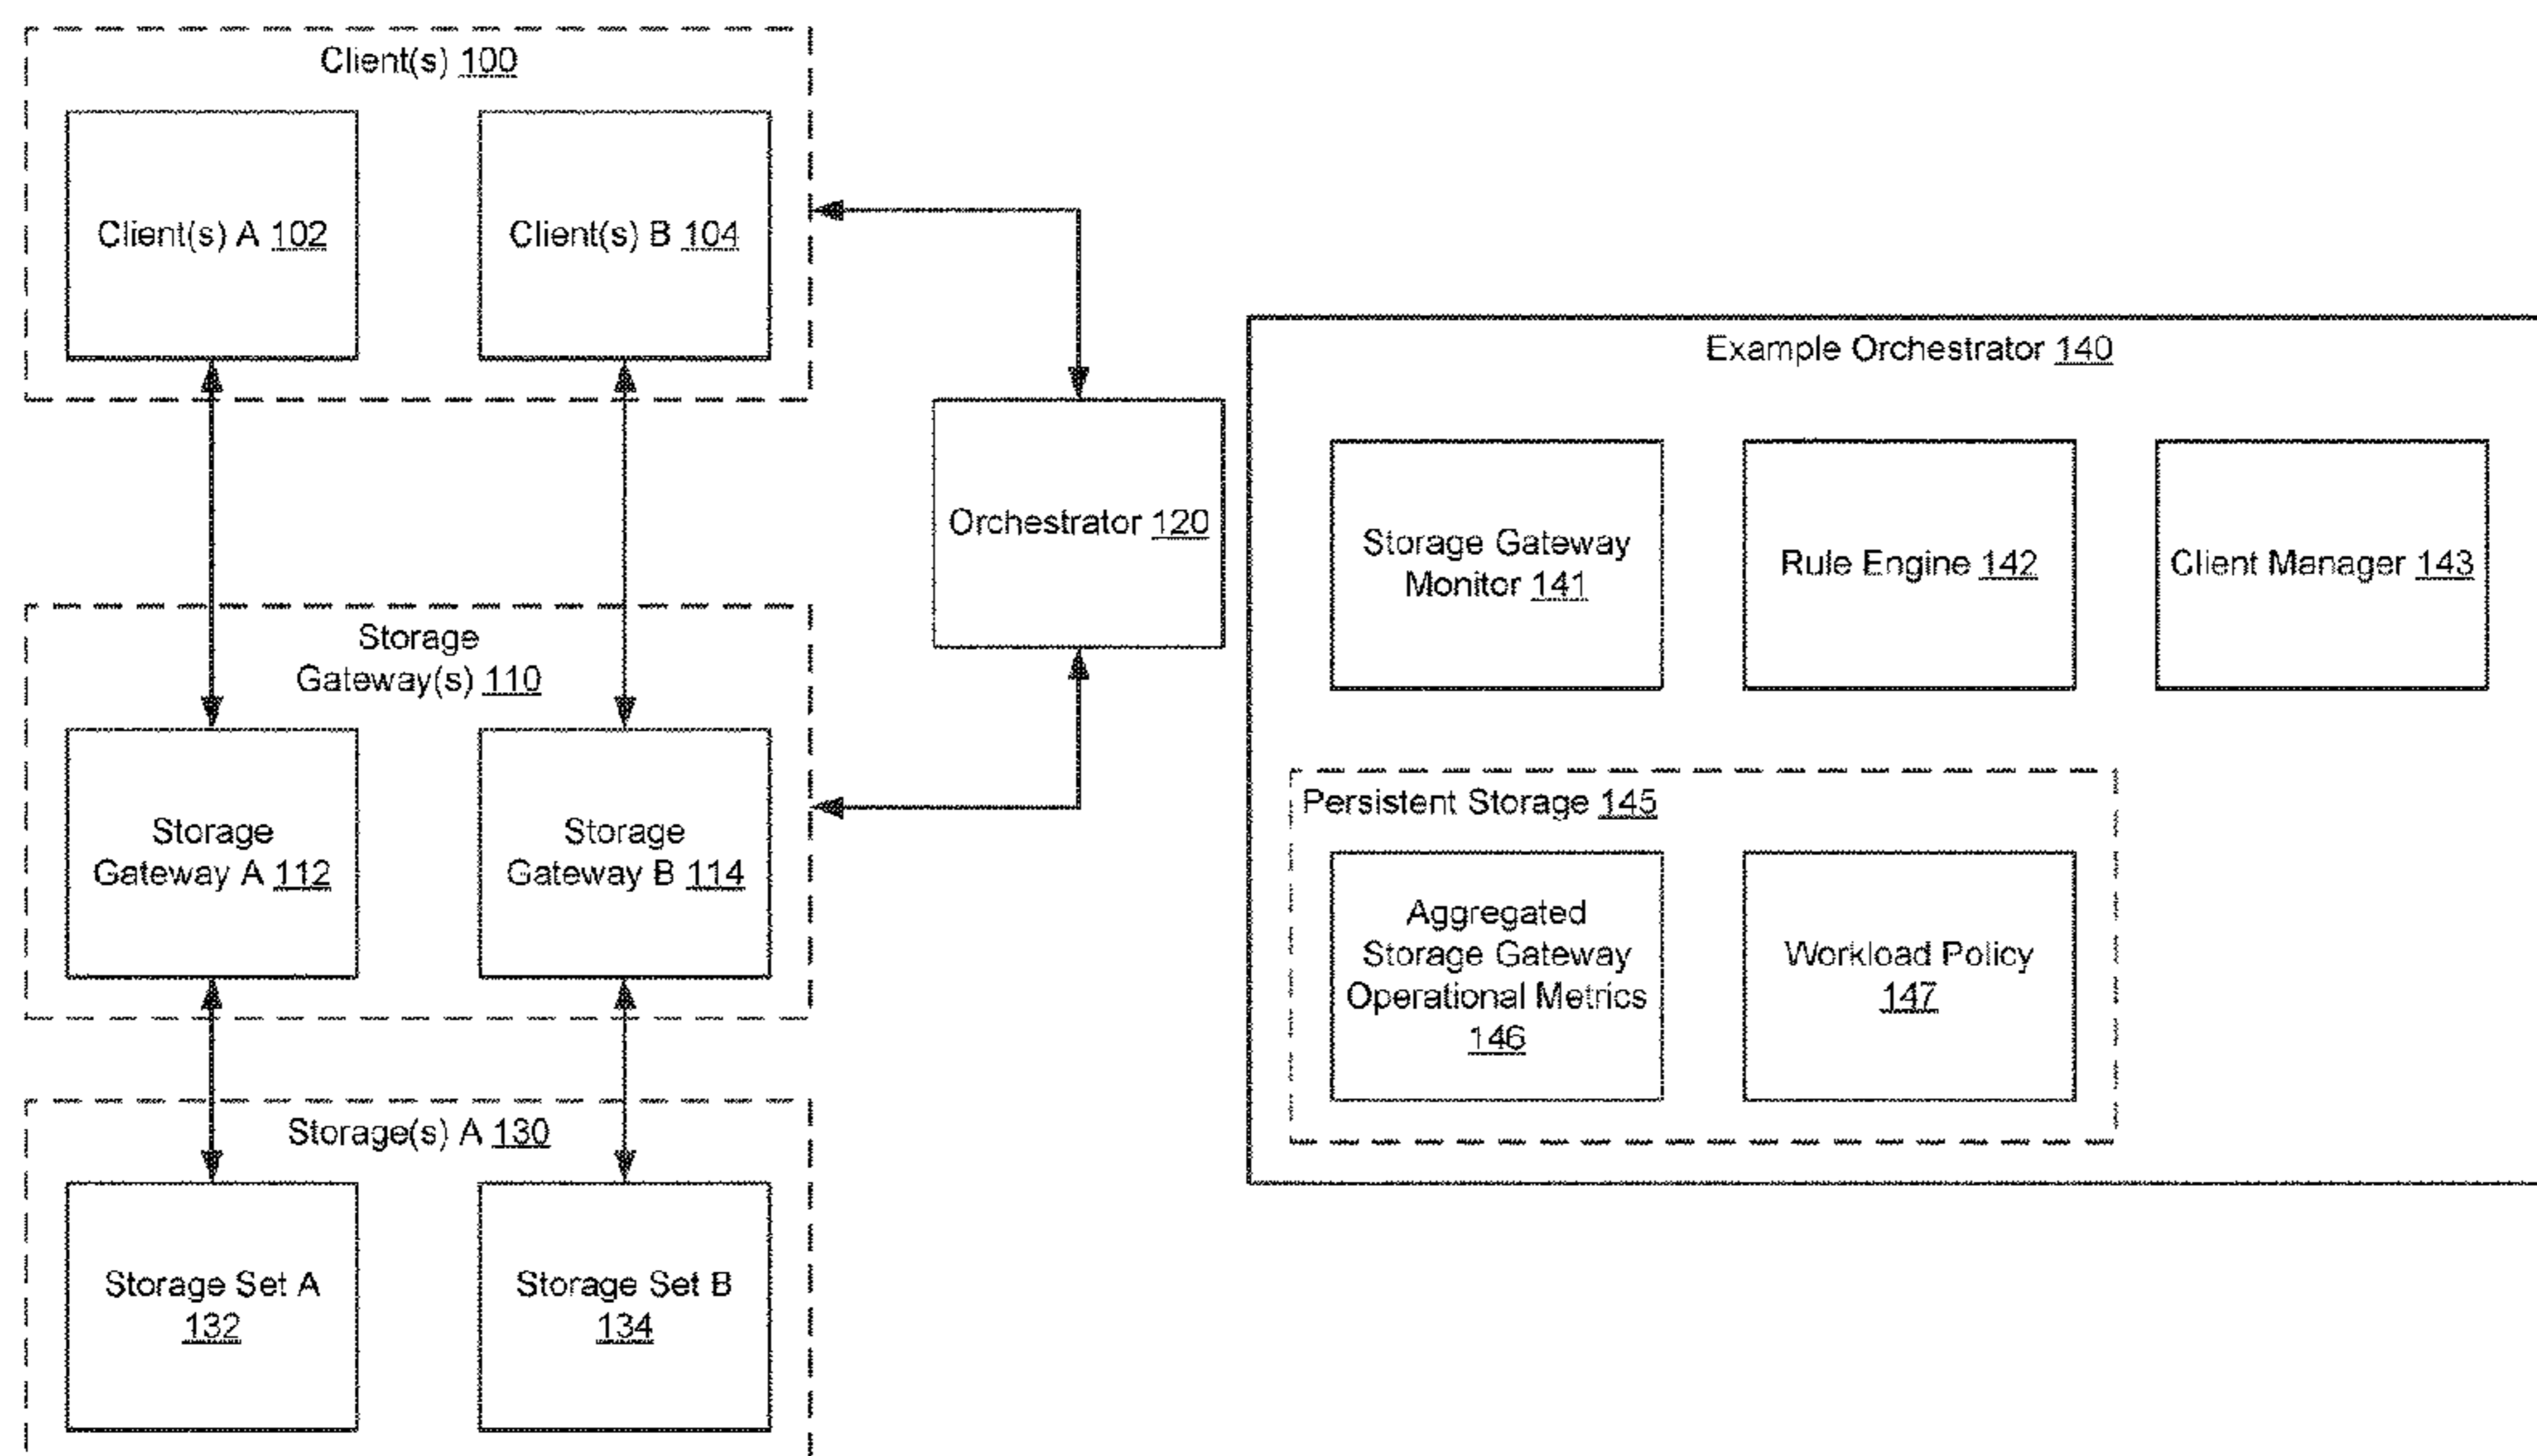 Client(s) 100
Client(s) A 102
Client(s) B 104
Storage
Gateway(s) 110
Storage
Gateway A 112
Storage
Gateway B 114
Storage(s) A 130
Storage Set A
132
Storage Set B
134
Orchestrator 120
Example Orchestrator 140
Storage Gateway
Monitor 141
Rule Engine 142
Client Manager 143
Persistent Storage 145
Aggregated
Storage Gateway
Operational Metrics
146
Workload Policy
147